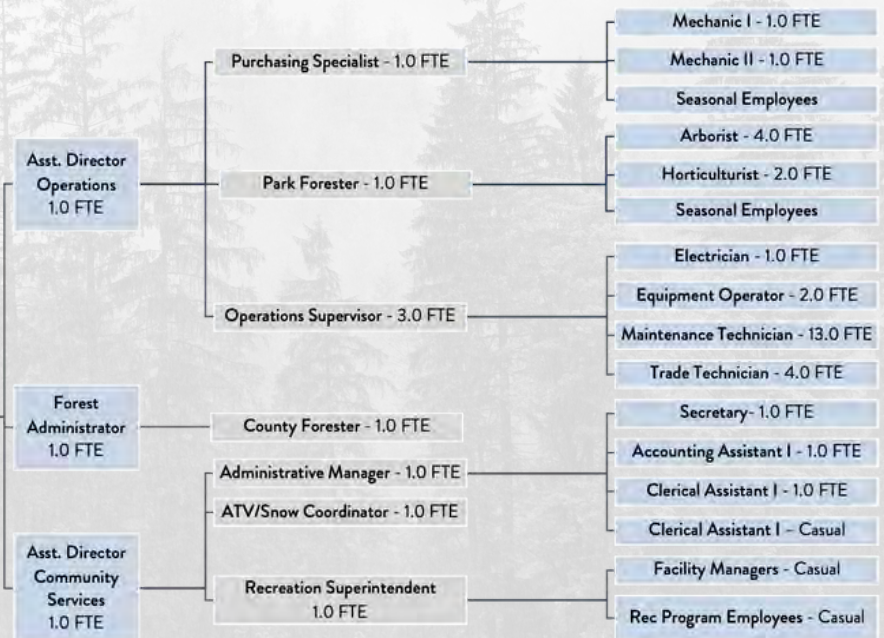 Asst. Director
Operations
1.0 FTE
Purchasing Specialist - 1.0 FTE
Mechanic I - 1.0 FTE
Mechanic II - 1.0 FTE
Seasonal Employees
Park Forester - 1.0 FTE
Arborist - 4.0 FTE
Horticulturist - 2.0 FTE
Seasonal Employees
Operations Supervisor - 3.0 FTE
Electrician - 1.0 FTE
Equipment Operator - 2.0 FTE
Maintenance Technician - 13.0 FTE
Trade Technician - 4.0 FTE
Forest
Administrator
1.0 FTE
County Forester - 1.0 FTE
Asst. Director
Community
Services
1.0 FTE
Administrative Manager - 1.0 FTE
Secretary- 1.0 FTE
Accounting Assistant I - 1.0 FTE
Clerical Assistant I - 1.0 FTE
Clerical Assistant I – Casual
ATV/Snow Coordinator - 1.0 FTE
Recreation Superintendent
1.0 FTE
Facility Managers - Casual
Rec Program Employees - Casual